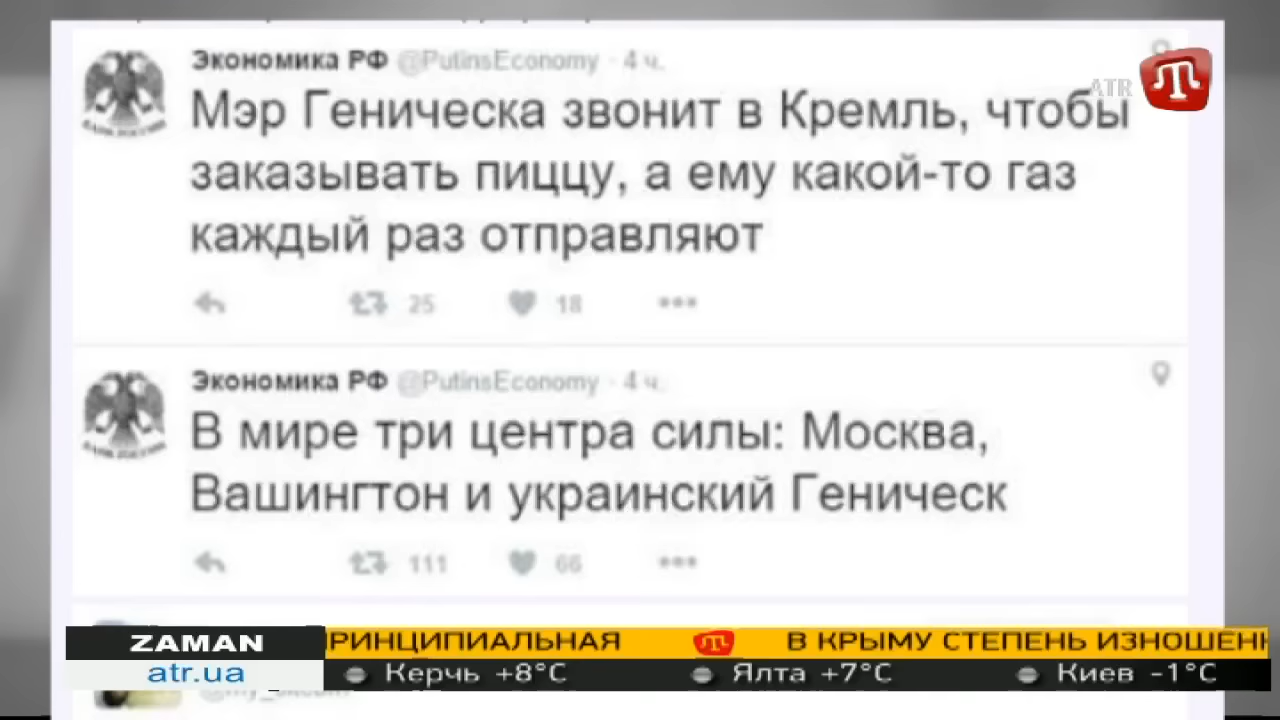 Экономика РФ @PutinsEconomy · 4 ч.
ATR
Мэр Геническа звонит в Кремль, чтобы
заказывать пиццу, а ему какой-то газ
каждый раз отправляют
25 18
Экономика РФ @PutinsEconomy · 4 ч.
В мире три центра силы: Москва,
Вашингтон и украинский Геническ
111 66
ZAMAN
РИНЦИПИАЛЬНАЯ В КРЫМУ СТЕПЕНЬ ИЗНОШЕНН
atr.ua
Керчь +8°C Ялта +7°C Киев -1°C